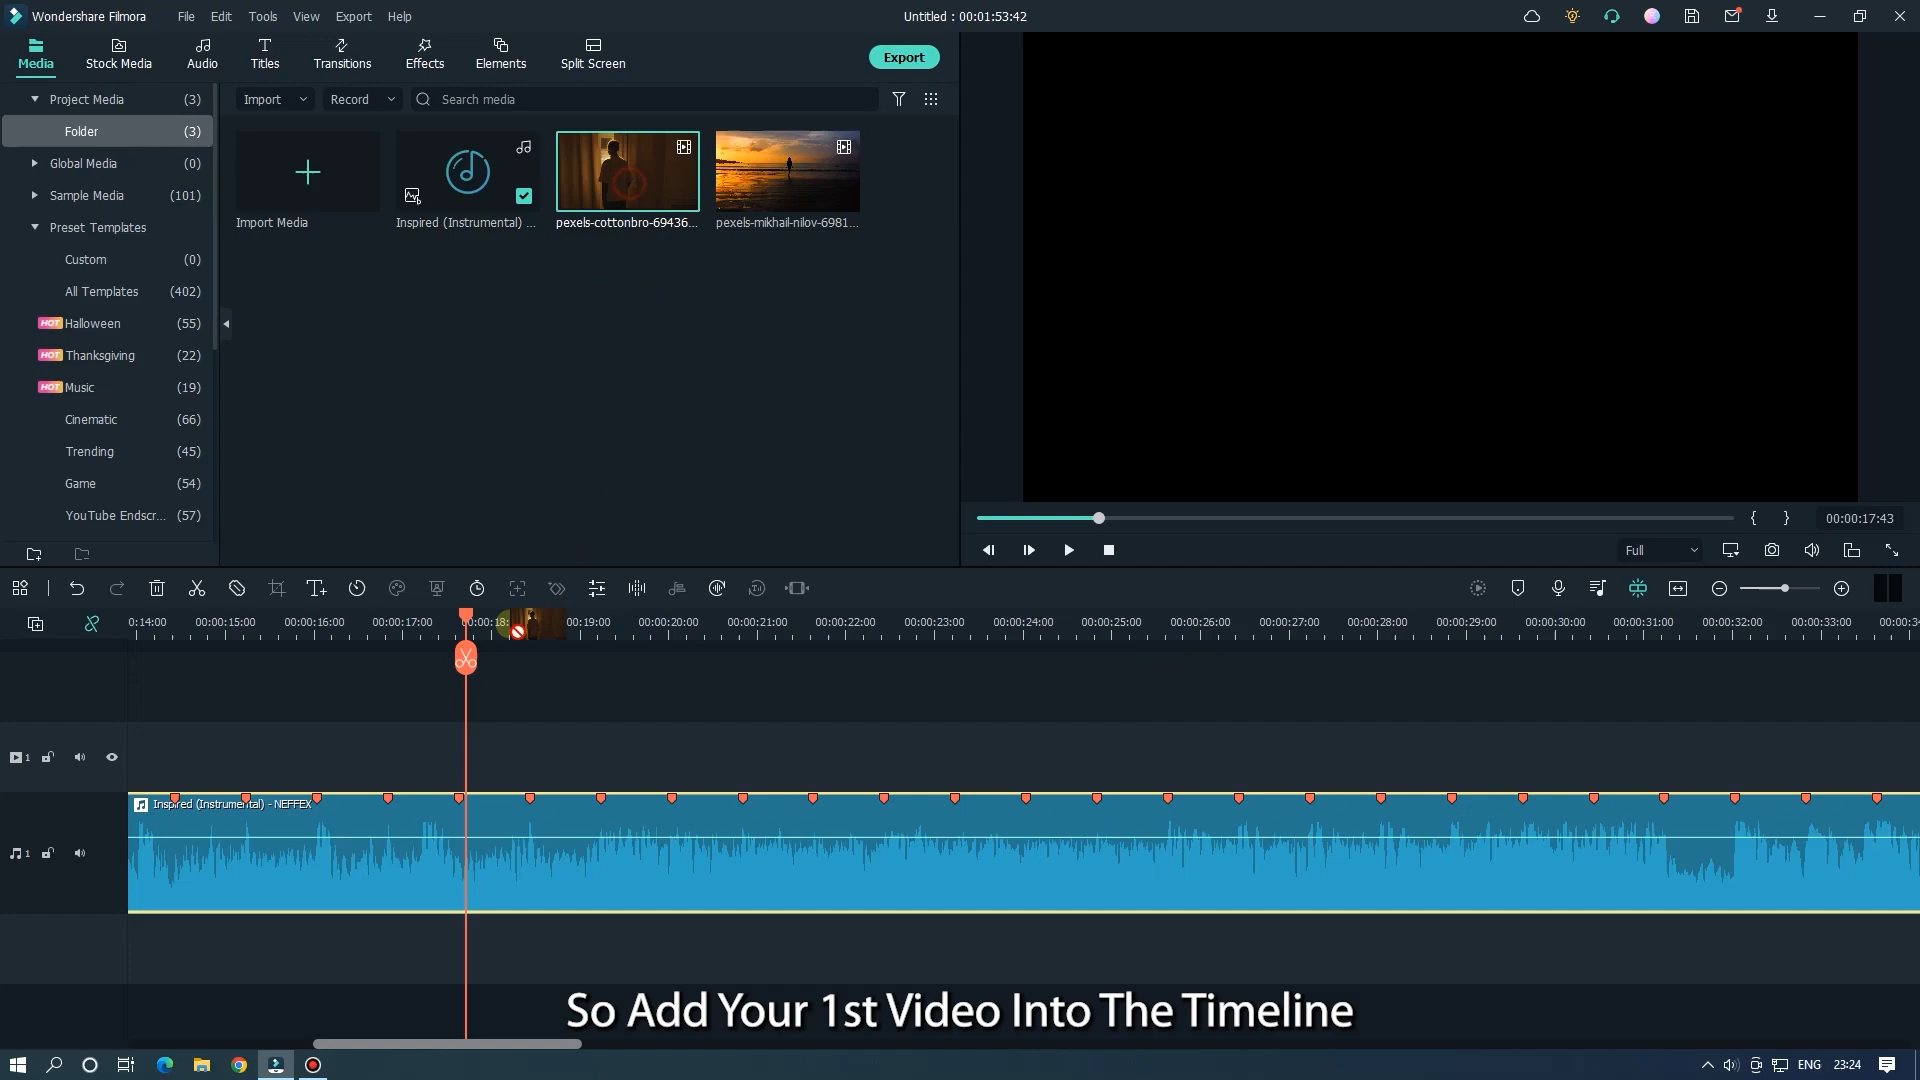 Wondershare Filmora File Edit Tools View Export Help Untitled : 00:01:53:42
Media Stock Media Audio Titles Transitions Effects Elements Split Screen Export
Project Media (3)
Folder (3)
Global Media (0)
Sample Media (101)
Preset Templates
Custom (0)
All Templates (402)
HOT Halloween (55)
HOT Thanksgiving (22)
HOT Music (19)
Cinematic (66)
Trending (45)
Game (54)
YouTube Endscr... (57)
Import Record Search media
Import Media Inspired (Instrumental) ... pexels-cottonbro-69436... pexels-mikhail-nilov-6981...
{ } 00:00:17:43
Full
0:14:00 00:00:15:00 00:00:16:00 00:00:17:00 00:00:18: 00:19:00 00:00:20:00 00:00:21:00 00:00:22:00 00:00:23:00 00:00:24:00 00:00:25:00 00:00:26:00 00:00:27:00 00:00:28:00 00:00:29:00 00:00:30:00 00:00:31:00 00:00:32:00 00:00:33:00 00:00:34
1
Inspired (Instrumental) - NEFFEX
1
So Add Your 1st Video Into The Timeline
ENG 23:24